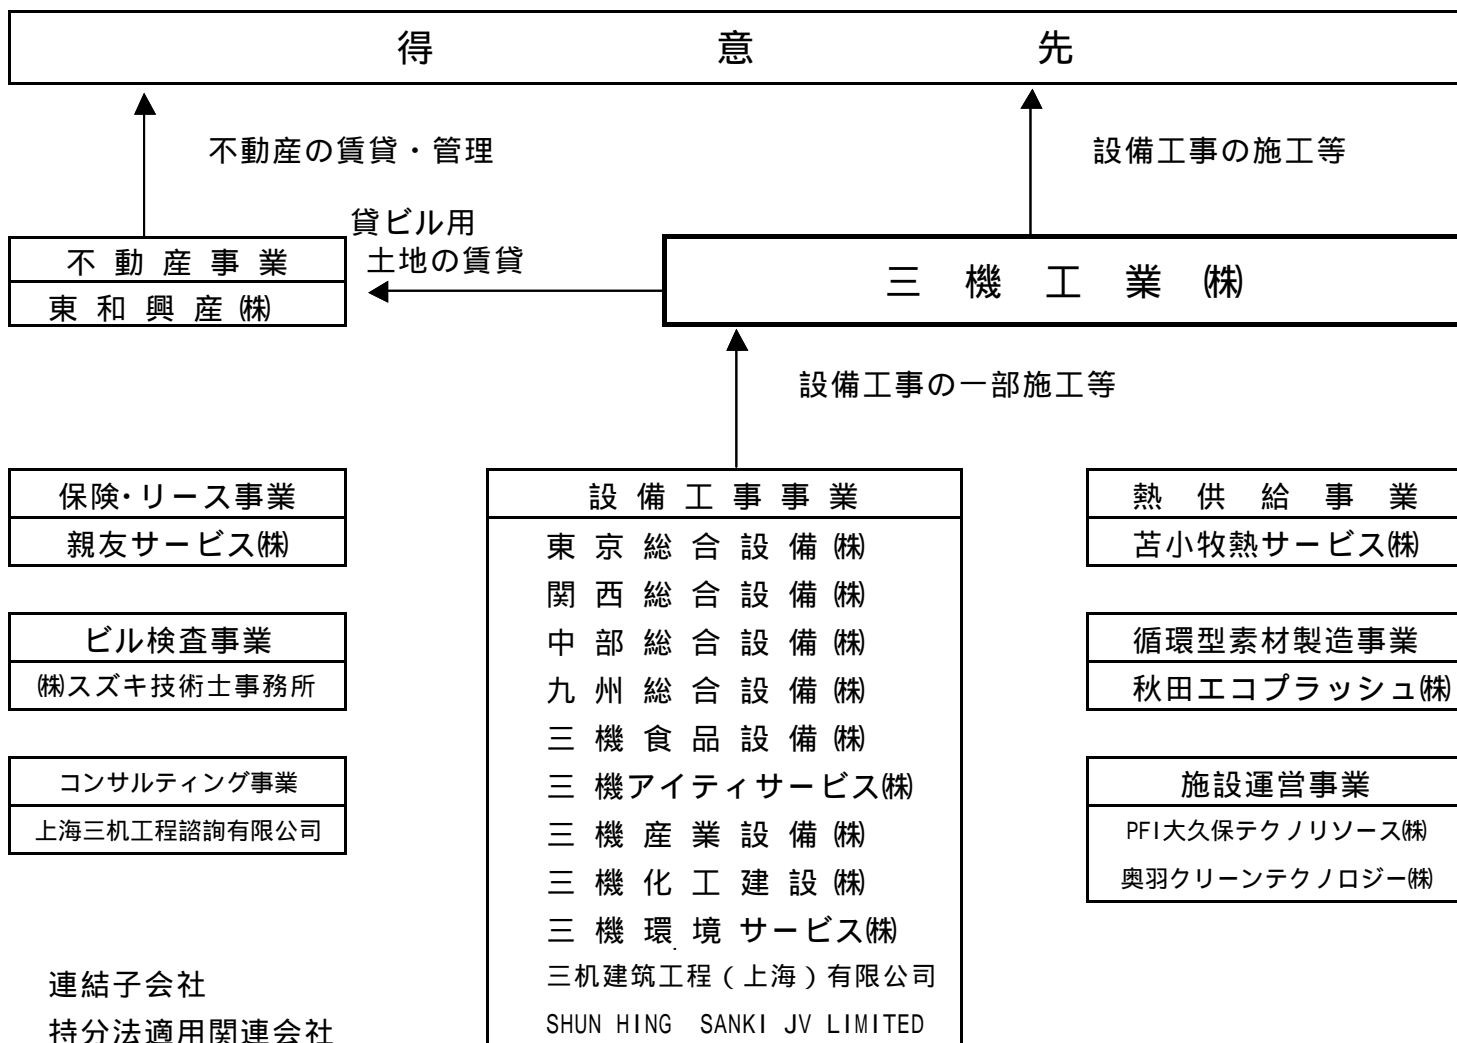 得意先
不動産の賃貸・管理
設備工事の施工等
貸ビル用
土地の賃貸
不動産事業
東和興産㈱
三機工業㈱
設備工事の一部施工等
保険・リース事業
親友サービス㈱
ビル検査事業
㈱スズキ技術士事務所
コンサルティング事業
上海三机工程諮詢有限公司
設備工事事業
東京総合設備㈱
関西総合設備㈱
中部総合設備㈱
九州総合設備㈱
三機食品設備㈱
三機アイティサービス㈱
三機産業設備㈱
三機化工建設㈱
三機環境サービス㈱
三机建筑工程(上海)有限公司
SHUN HING SANKI JV LIMITED
熱供給事業
苫小牧熱サービス㈱
循環型素材製造事業
秋田エコプラッシュ㈱
施設運営事業
PFI大久保テクノリソース㈱
奥羽クリーンテクノロジー㈱
連結子会社
持分法適用関連会社